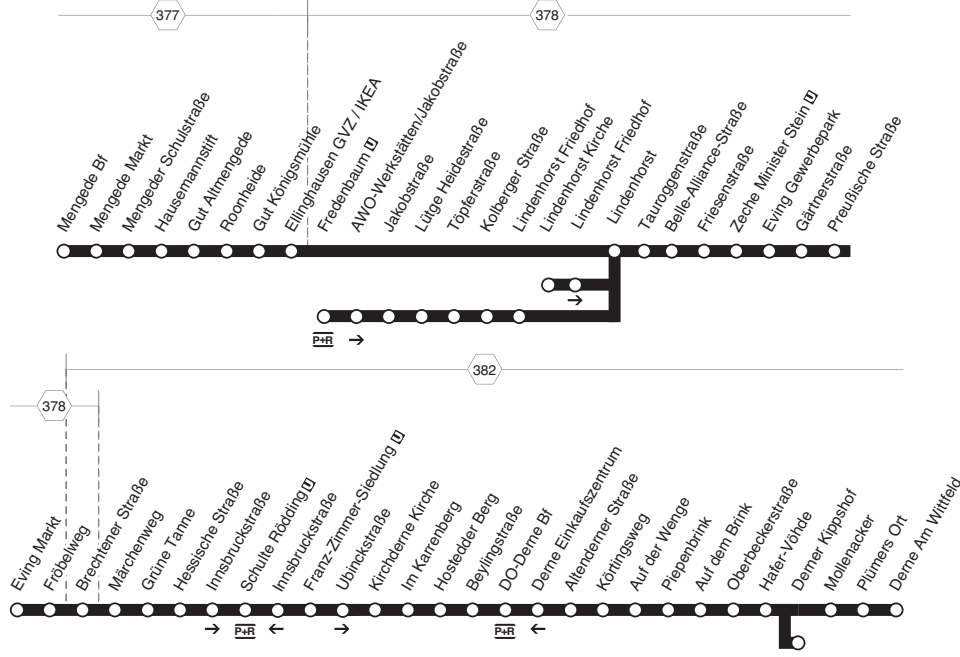 377
378
Mengede Bf
Mengede Markt
Mengeder Schulstraße
Hausemannstift
Gut Altmengede
Roonheide
Gut Königsmühle
Ellinghausen GVZ / IKEA
Fredenbaum U
AWO-Werkstätten/Jakobstraße
Jakobstraße
Lütge Heidestraße
Töpferstraße
Kolberger Straße
Lindenhorst Friedhof
Lindenhorst Kirche
Lindenhorst Friedhof
Lindenhorst
Tauroggenstraße
Belle-Alliance-Straße
Friesenstraße
Zeche Minister Stein U
Eving Gewerbepark
Gärtnerstraße
Preußische Straße
P+R
382
378
Eving Markt
Fröbelweg
Brechtener Straße
Märchenweg
Grüne Tanne
Hessische Straße
Innsbruckstraße
Schulte Rödding U
Innsbruckstraße
Franz-Zimmer-Siedlung U
Ubinckstraße
Kirchderne Kirche
Im Karrenberg
Hostedder Berg
Beylingstraße
DO-Derne Bf
Derne Einkaufszentrum
Altenderner Straße
Körtingsweg
Auf der Wenge
Piepenbrink
Auf dem Brink
Oberbeckerstraße
Hafer-Vöhde
Derner Kippshof
Mollenacker
Plümers Ort
Derne Am Wittfeld
P+R
P+R